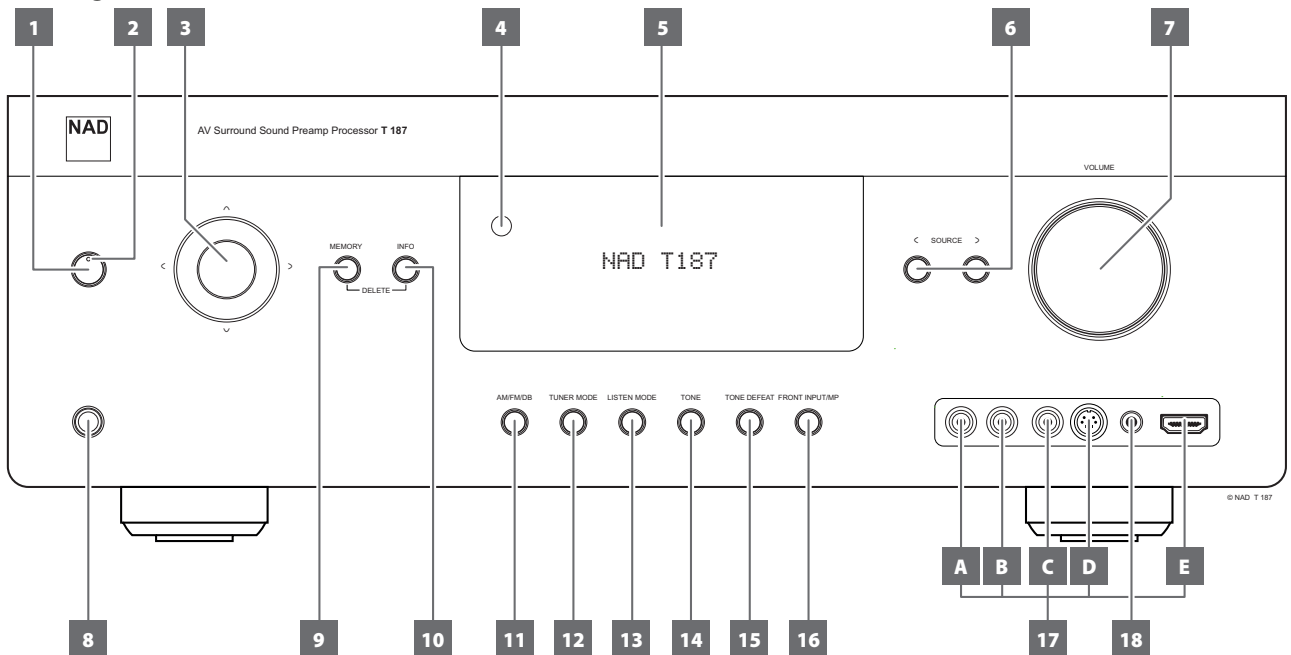 1 2 3 4 5 6 7
NAD
AV Surround Sound Preamp Processor T 187
VOLUME
< SOURCE >
MEMORY INFO
NAD T187
DELETE
AM/FM/DB TUNER MODE LISTEN MODE TONE TONE DEFEAT FRONT INPUT/MP
© NAD T 187
A B C D E
8 9 10 11 12 13 14 15 16 17 18